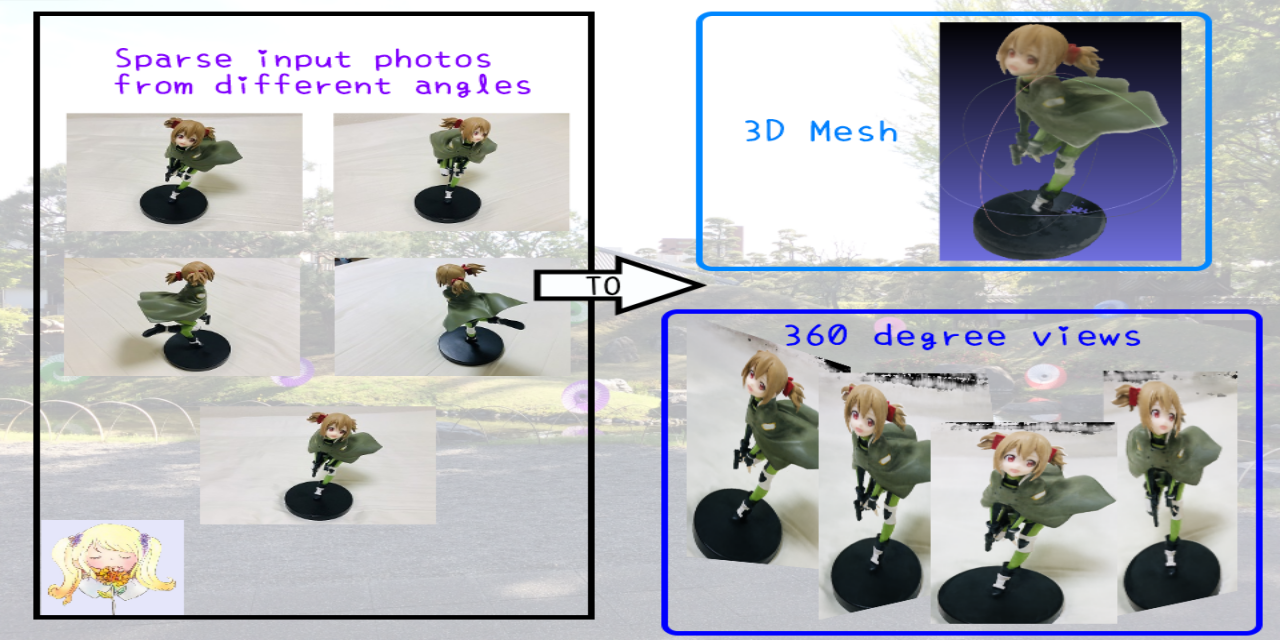 Sparse input photos
from different angles
TO
3D Mesh
360 degree views